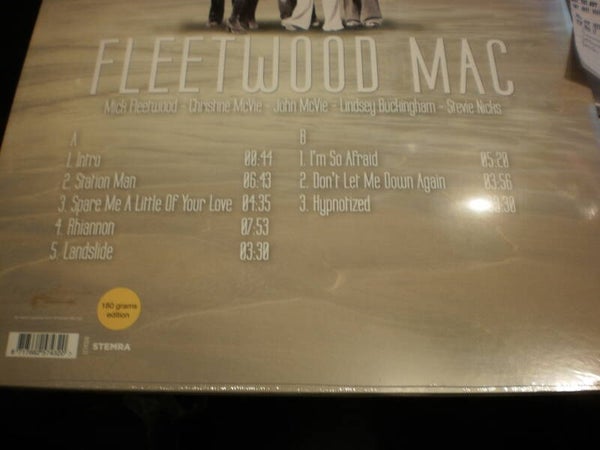 FLEETWOOD MAC
Mick Fleetwood - Christine McVie - John McVie - Lindsey Buckingham - Stevie Nicks
A
1. Intro 00:44
2. Station Man 06:43
3. Spare Me A Little Of Your Love 04:35
4. Rhiannon 07:53
5. Landslide 03:30
B
1. I'm So Afraid 05:20
2. Don't Let Me Down Again 03:56
3. Hypnotized
180 grams
edition
STEMRA